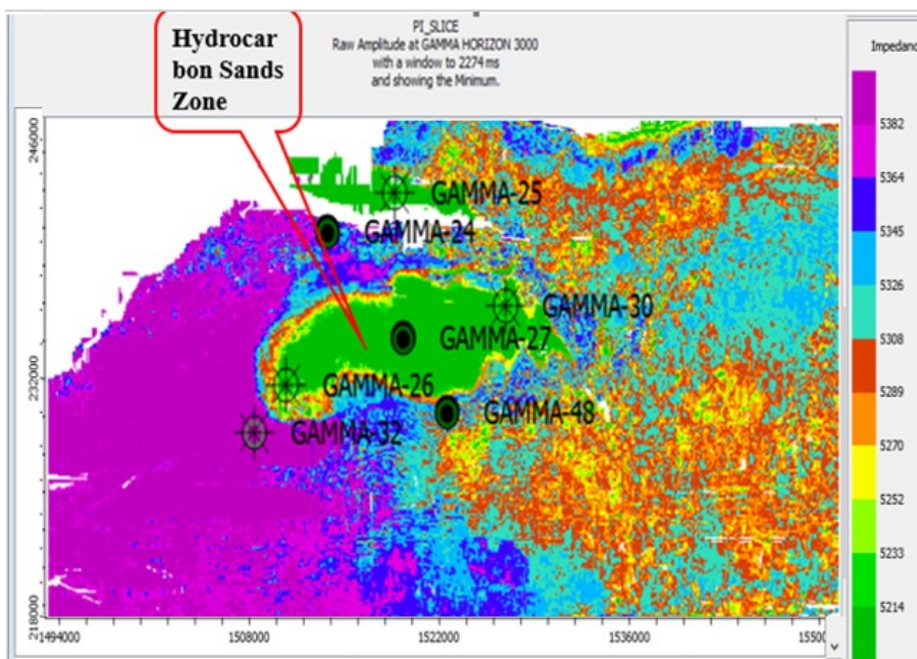 Hydrocar
bon Sands
Zone
PI_SLICE
Raw Amplitude at GAMMA HORIZON 3000
with a window to 2274 ms
and showing the Minimum.
Impedanc
5382
5364
5345
5326
5308
5289
5270
5252
5233
5214
246000
232000
218000
GAMMA-25
GAMMA-24
GAMMA-30
GAMMA-27
GAMMA-26
GAMMA-48
GAMMA-32
1494000 1508000 1522000 1536000 15500